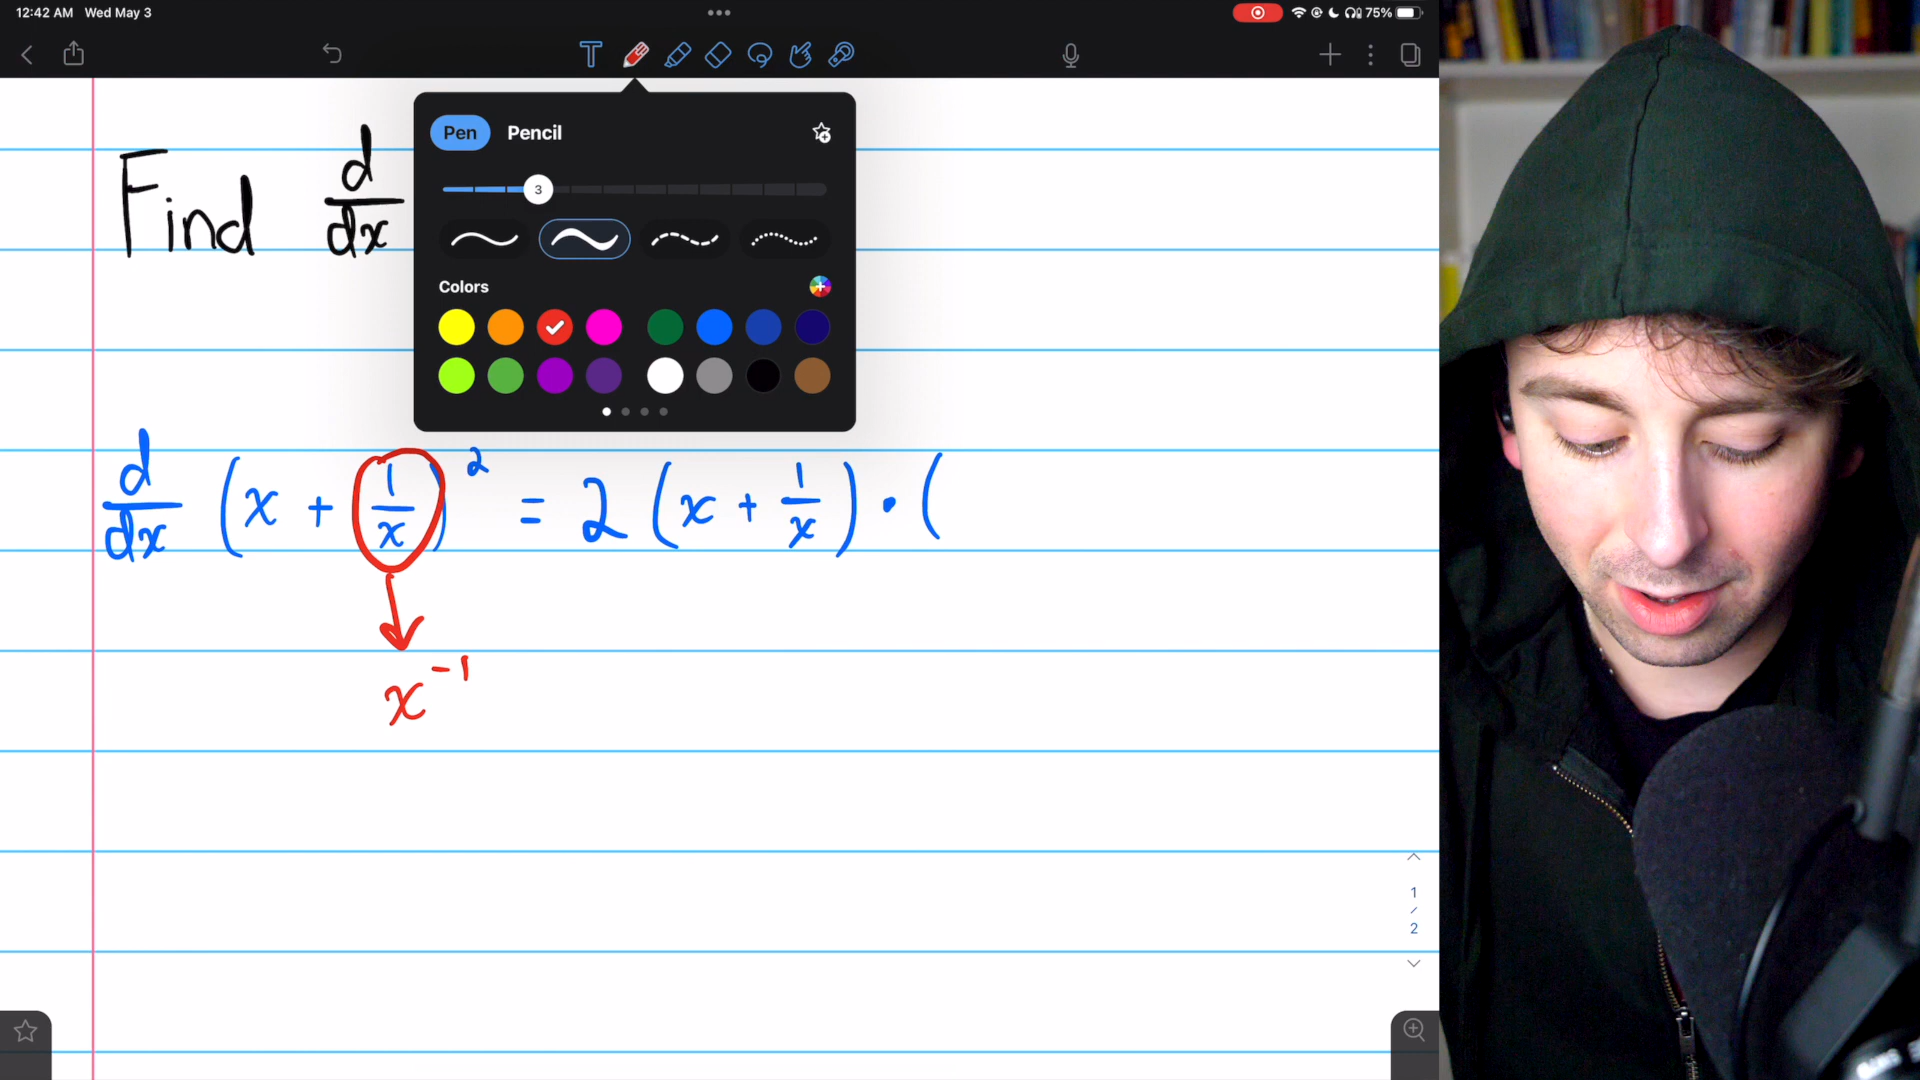 12:42 AM Wed May 3
75%
T
Pen Pencil
3
Colors
Find d/dx
d/dx (x + 1/x)² = 2 (x + 1/x) · (
x⁻¹
1
/
2